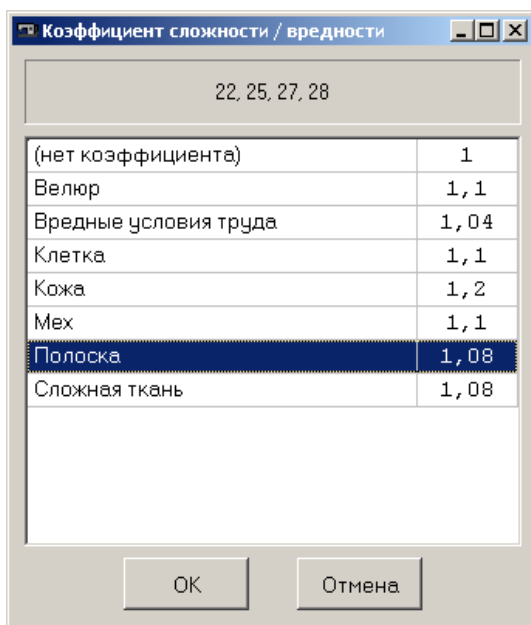 Коэффициент сложности / вредности
22, 25, 27, 28
(нет коэффициента) 1
Велюр 1,1
Вредные условия труда 1,04
Клетка 1,1
Кожа 1,2
Мех 1,1
Полоска 1,08
Сложная ткань 1,08
OK Отмена